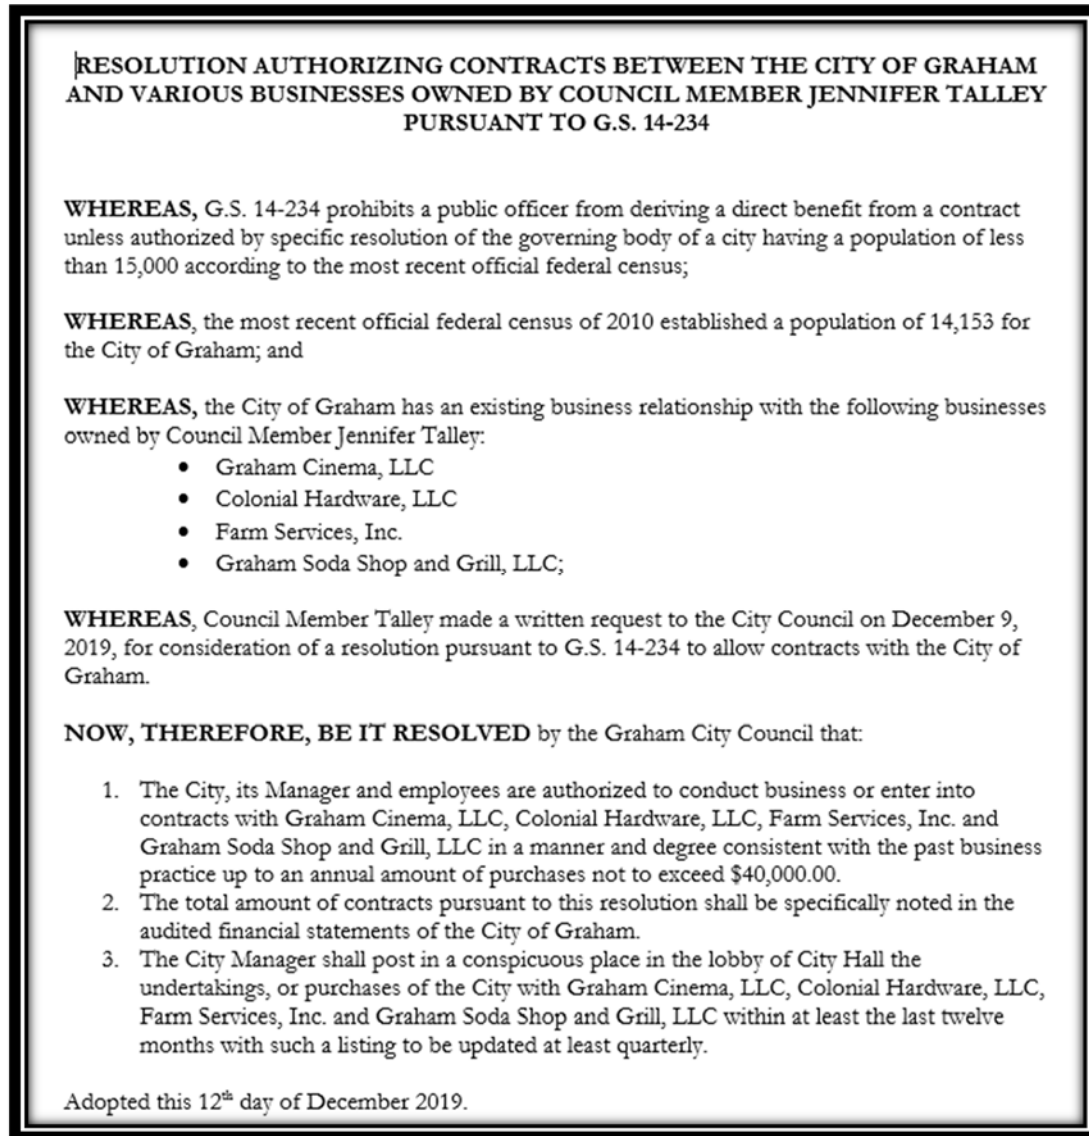 RESOLUTION AUTHORIZING CONTRACTS BETWEEN THE CITY OF GRAHAM
AND VARIOUS BUSINESSES OWNED BY COUNCIL MEMBER JENNIFER TALLEY
PURSUANT TO G.S. 14-234
WHEREAS, G.S. 14-234 prohibits a public officer from deriving a direct benefit from a contract
unless authorized by specific resolution of the governing body of a city having a population of less
than 15,000 according to the most recent official federal census;
WHEREAS, the most recent official federal census of 2010 established a population of 14,153 for
the City of Graham; and
WHEREAS, the City of Graham has an existing business relationship with the following businesses
owned by Council Member Jennifer Talley:
• Graham Cinema, LLC
• Colonial Hardware, LLC
• Farm Services, Inc.
• Graham Soda Shop and Grill, LLC;
WHEREAS, Council Member Talley made a written request to the City Council on December 9,
2019, for consideration of a resolution pursuant to G.S. 14-234 to allow contracts with the City of
Graham.
NOW, THEREFORE, BE IT RESOLVED by the Graham City Council that:
1. The City, its Manager and employees are authorized to conduct business or enter into
contracts with Graham Cinema, LLC, Colonial Hardware, LLC, Farm Services, Inc. and
Graham Soda Shop and Grill, LLC in a manner and degree consistent with the past business
practice up to an annual amount of purchases not to exceed $40,000.00.
2. The total amount of contracts pursuant to this resolution shall be specifically noted in the
audited financial statements of the City of Graham.
3. The City Manager shall post in a conspicuous place in the lobby of City Hall the
undertakings, or purchases of the City with Graham Cinema, LLC, Colonial Hardware, LLC,
Farm Services, Inc. and Graham Soda Shop and Grill, LLC within at least the last twelve
months with such a listing to be updated at least quarterly.
Adopted this 12th day of December 2019.